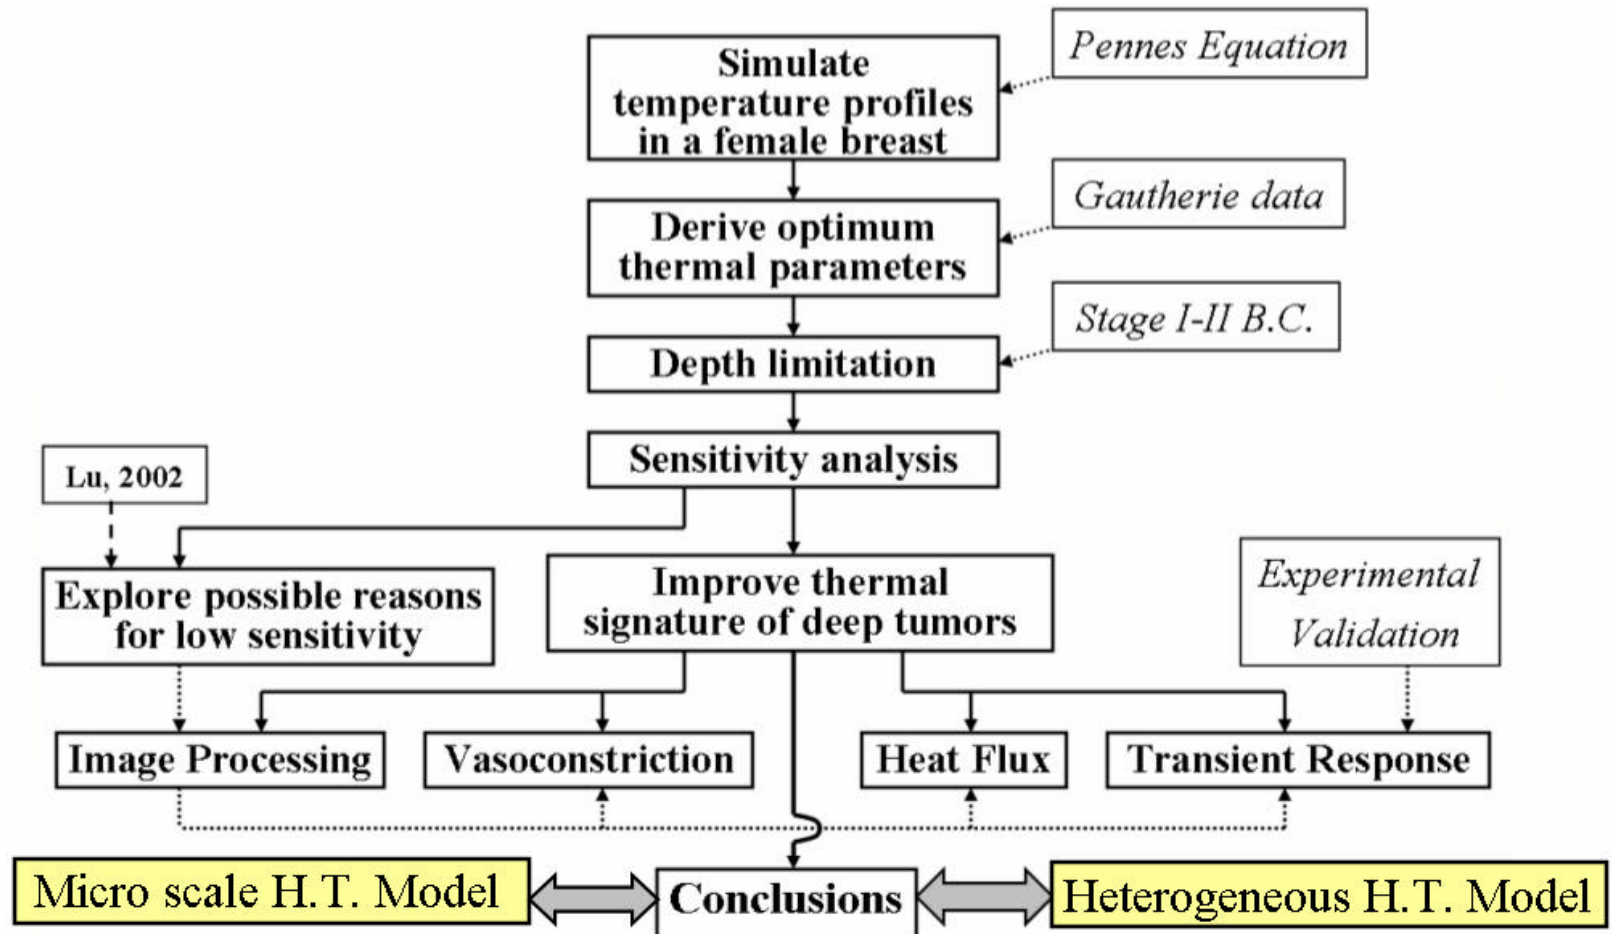 Simulate
temperature profiles
in a female breast
Pennes Equation
Derive optimum
thermal parameters
Gautherie data
Depth limitation
Stage I-II B.C.
Sensitivity analysis
Lu, 2002
Explore possible reasons
for low sensitivity
Improve thermal
signature of deep tumors
Experimental
Validation
Image Processing
Vasoconstriction
Heat Flux
Transient Response
Micro scale H.T. Model
Conclusions
Heterogeneous H.T. Model